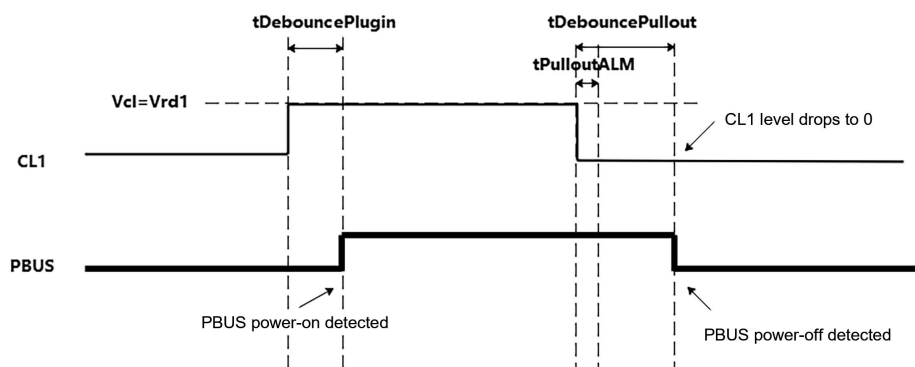 tDebouncePlugin
tDebouncePullout
tPulloutALM
Vcl=Vrd1
CL1 level drops to 0
CL1
PBUS
PBUS power-on detected
PBUS power-off detected